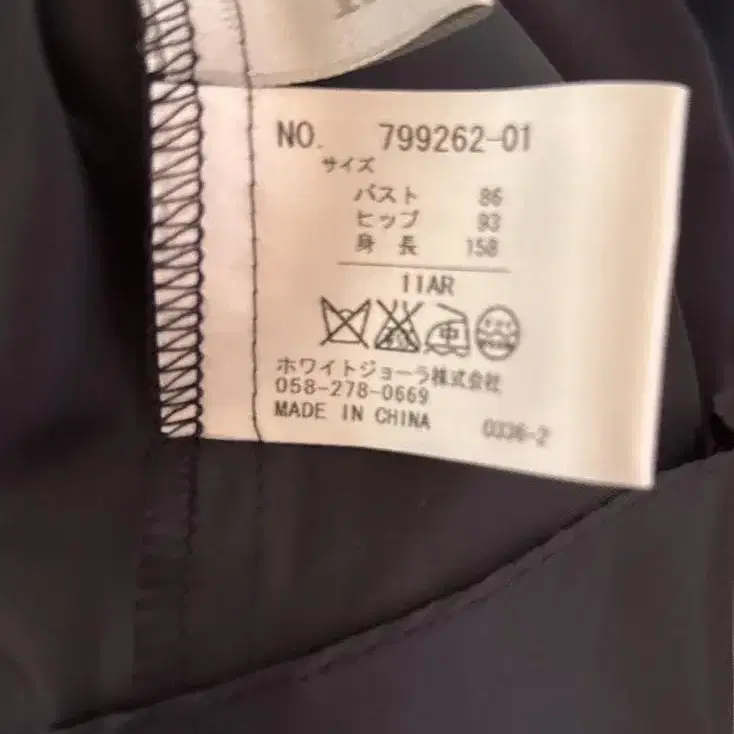 NO. 799262-01
サイズ
バスト 86
ヒップ 93
身 長 158
11AR
中
ホワイトジョーラ株式会社
058-278-0669
MADE IN CHINA 0336-2